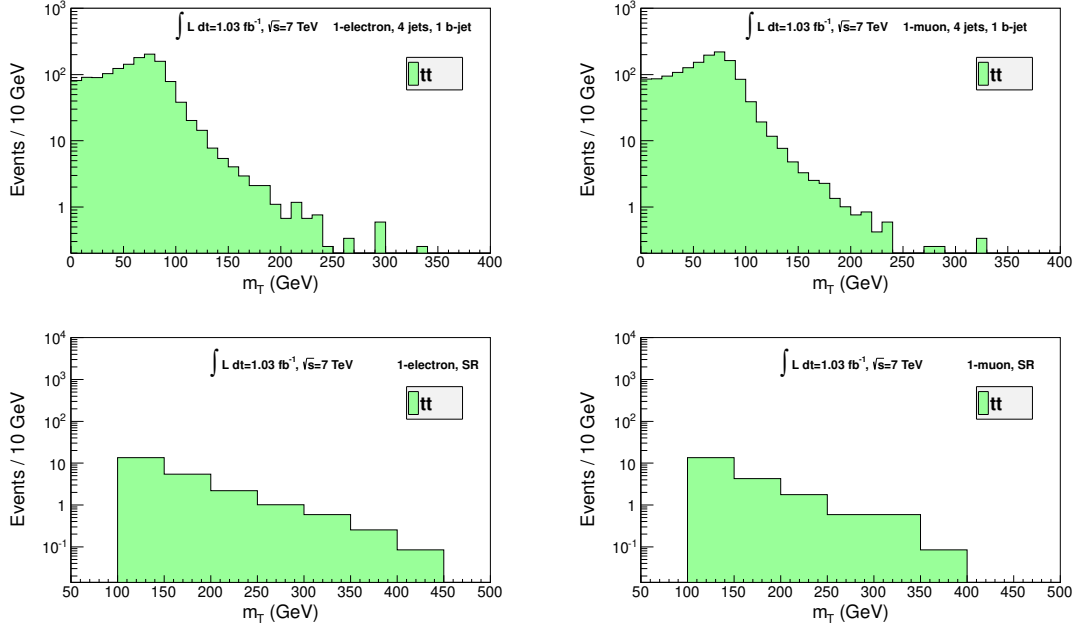 ∫ L dt=1.03 fb⁻¹, √s=7 TeV 1-electron, 4 jets, 1 b-jet
tt
Events / 10 GeV
10³
10²
10
1
0 50 100 150 200 250 300 350 400
m_T (GeV)
∫ L dt=1.03 fb⁻¹, √s=7 TeV 1-muon, 4 jets, 1 b-jet
tt
Events / 10 GeV
10³
10²
10
1
0 50 100 150 200 250 300 350 400
m_T (GeV)
∫ L dt=1.03 fb⁻¹, √s=7 TeV 1-electron, SR
tt
Events / 10 GeV
10⁴
10³
10²
10
1
10⁻¹
50 100 150 200 250 300 350 400 450 500
m_T (GeV)
∫ L dt=1.03 fb⁻¹, √s=7 TeV 1-muon, SR
tt
Events / 10 GeV
10⁴
10³
10²
10
1
10⁻¹
50 100 150 200 250 300 350 400 450 500
m_T (GeV)